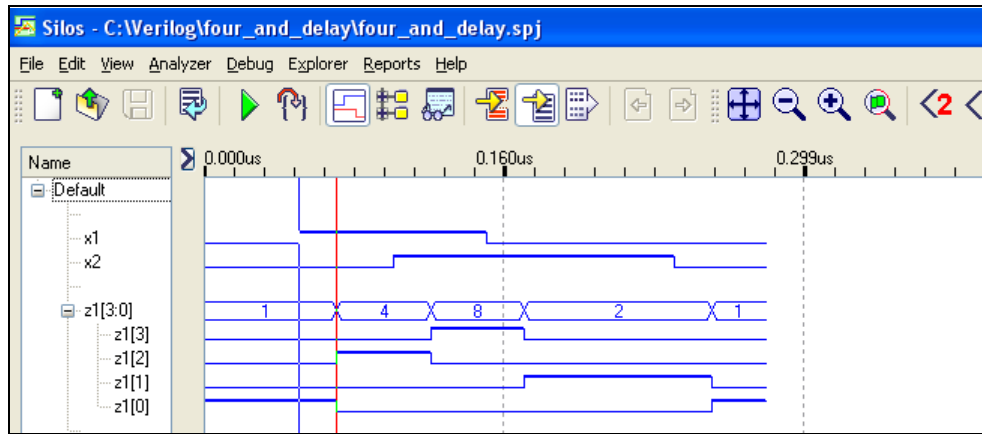 Silos - C:\Verilog\four_and_delay\four_and_delay.spj
File Edit View Analyzer Debug Explorer Reports Help
2
Name 0.000us 0.160us 0.299us
Default
x1
x2
z1[3:0] 1 4 8 2 1
z1[3]
z1[2]
z1[1]
z1[0]